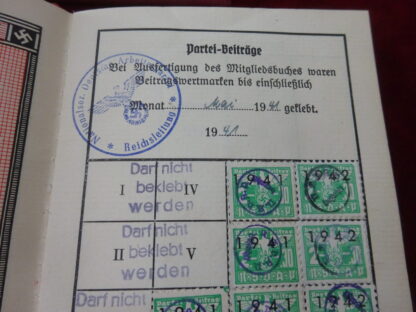 Partei-Beiträge
Bei Ausfertigung des Mitgliedsbuches waren
Beitragswertmarken bis einschließlich
Monat Mai 1941 geklebt.
Reichsleitung
1941
Darf nicht
I beklebt IV 1941 1942
werden
Darf nicht
II beklebt V 1941 1942
werden
Darf nicht